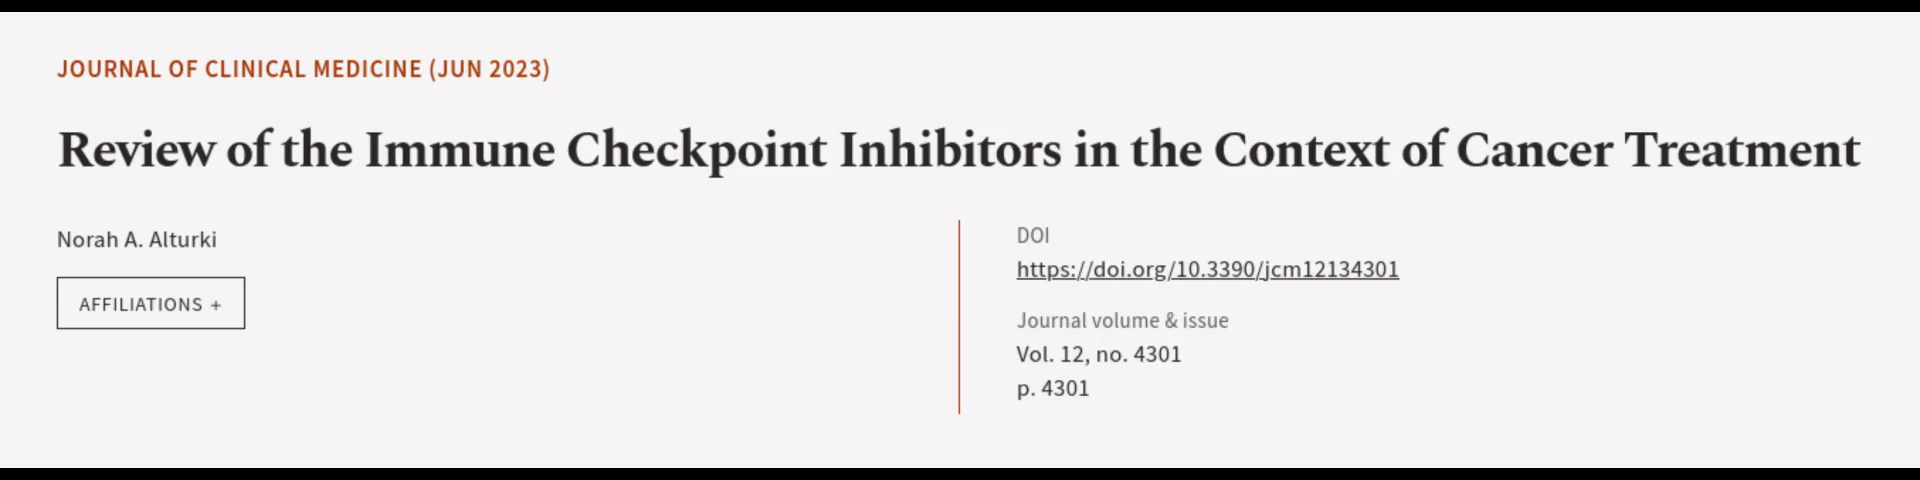 JOURNAL OF CLINICAL MEDICINE (JUN 2023)
Review of the Immune Checkpoint Inhibitors in the Context of Cancer Treatment
Norah A. Alturki
AFFILIATIONS +
DOI
https://doi.org/10.3390/jcm12134301
Journal volume & issue
Vol. 12, no. 4301
p. 4301